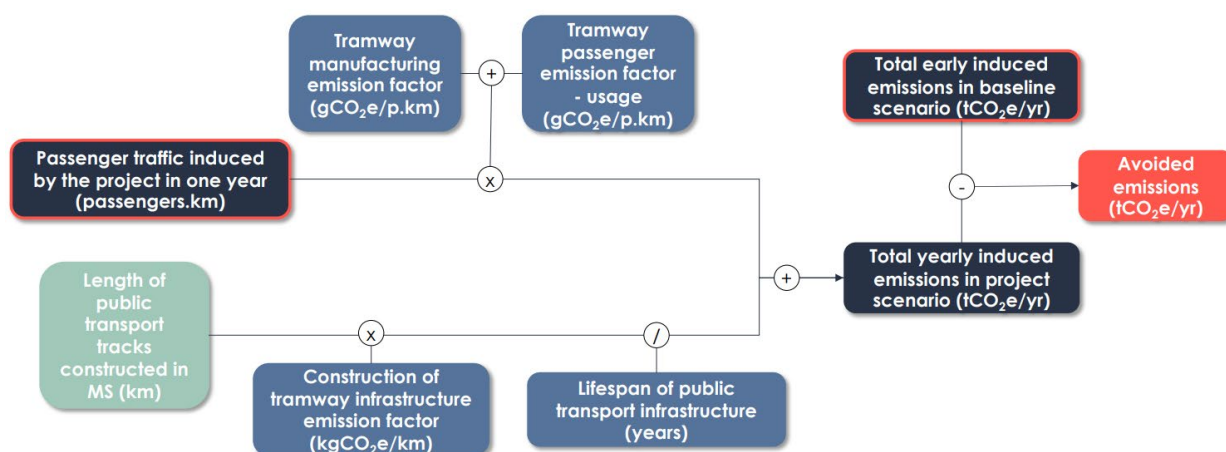 Tramway
manufacturing
emission factor
(gCO₂e/p.km)
+
Tramway
passenger
emission factor
- usage
(gCO₂e/p.km)
Total early induced
emissions in baseline
scenario (tCO₂e/yr)
Passenger traffic induced
by the project in one year
(passengers.km)
x
-
Avoided
emissions
(tCO₂e/yr)
Length of
public
transport
tracks
constructed in
MS (km)
+
Total yearly induced
emissions in project
scenario (tCO₂e/yr)
x
/
Construction of
tramway infrastructure
emission factor
(kgCO₂e/km)
Lifespan of public
transport infrastructure
(years)